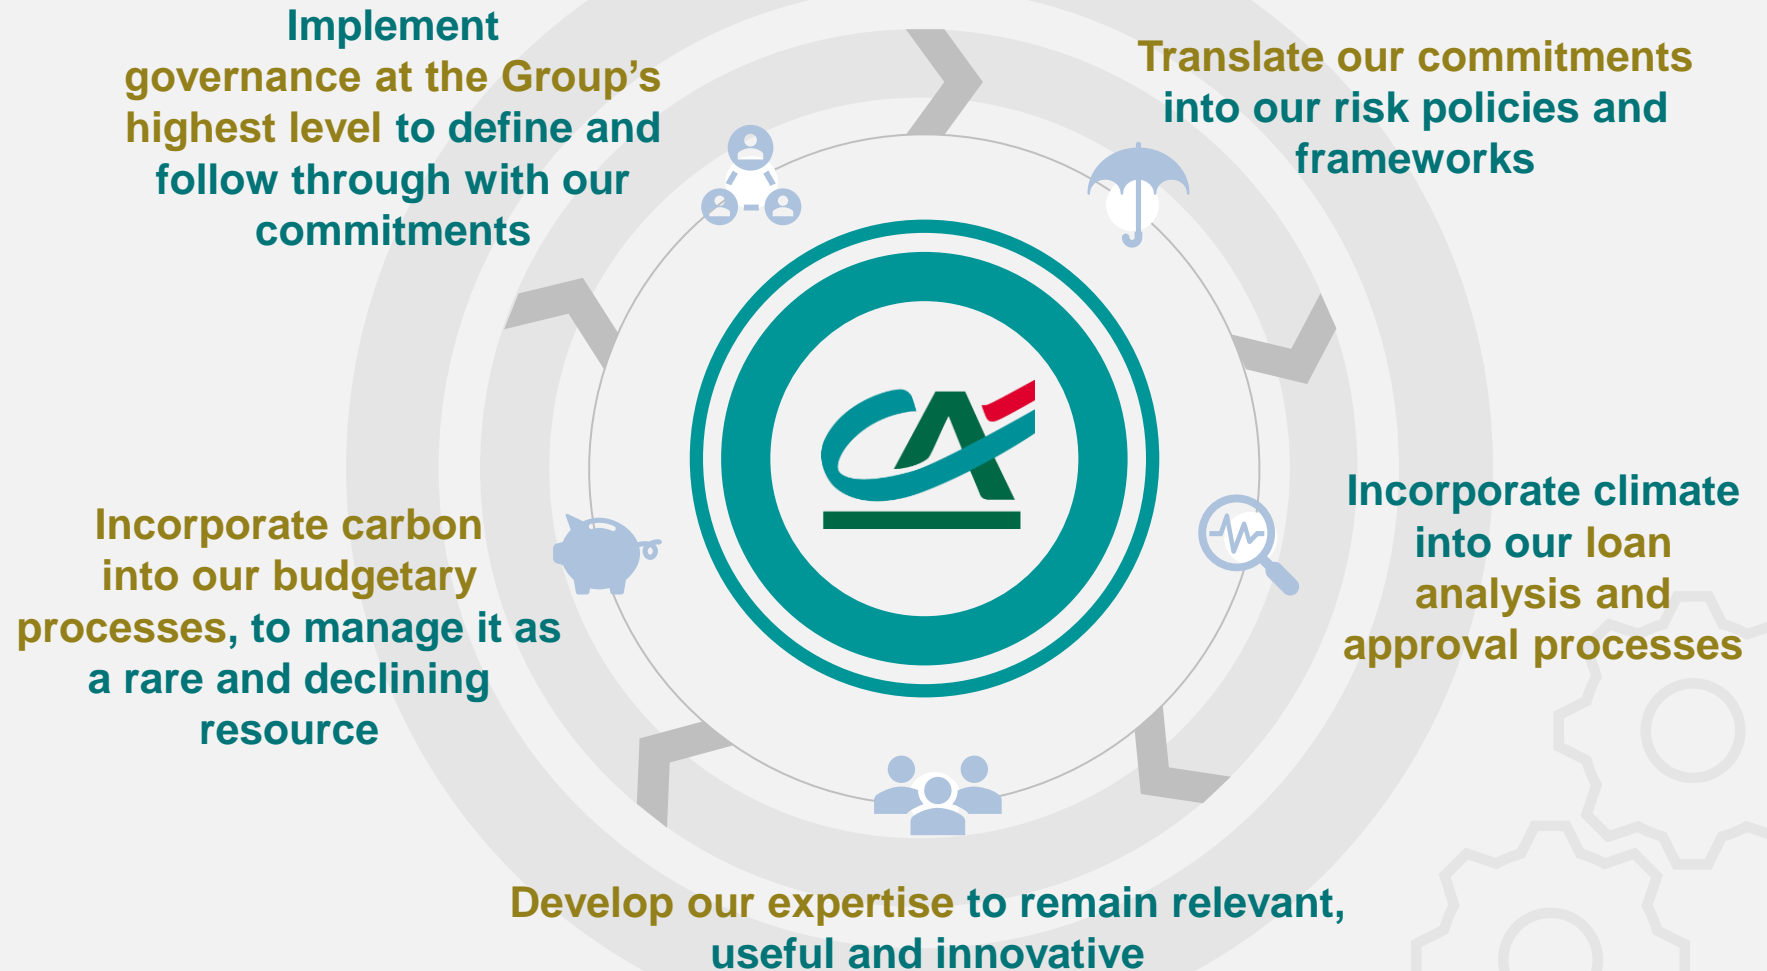 Implement
governance at the Group’s
highest level to define and
follow through with our
commitments
Translate our commitments
into our risk policies and
frameworks
Incorporate climate
into our loan
analysis and
approval processes
Develop our expertise to remain relevant,
useful and innovative
Incorporate carbon
into our budgetary
processes, to manage it as
a rare and declining
resource
CA